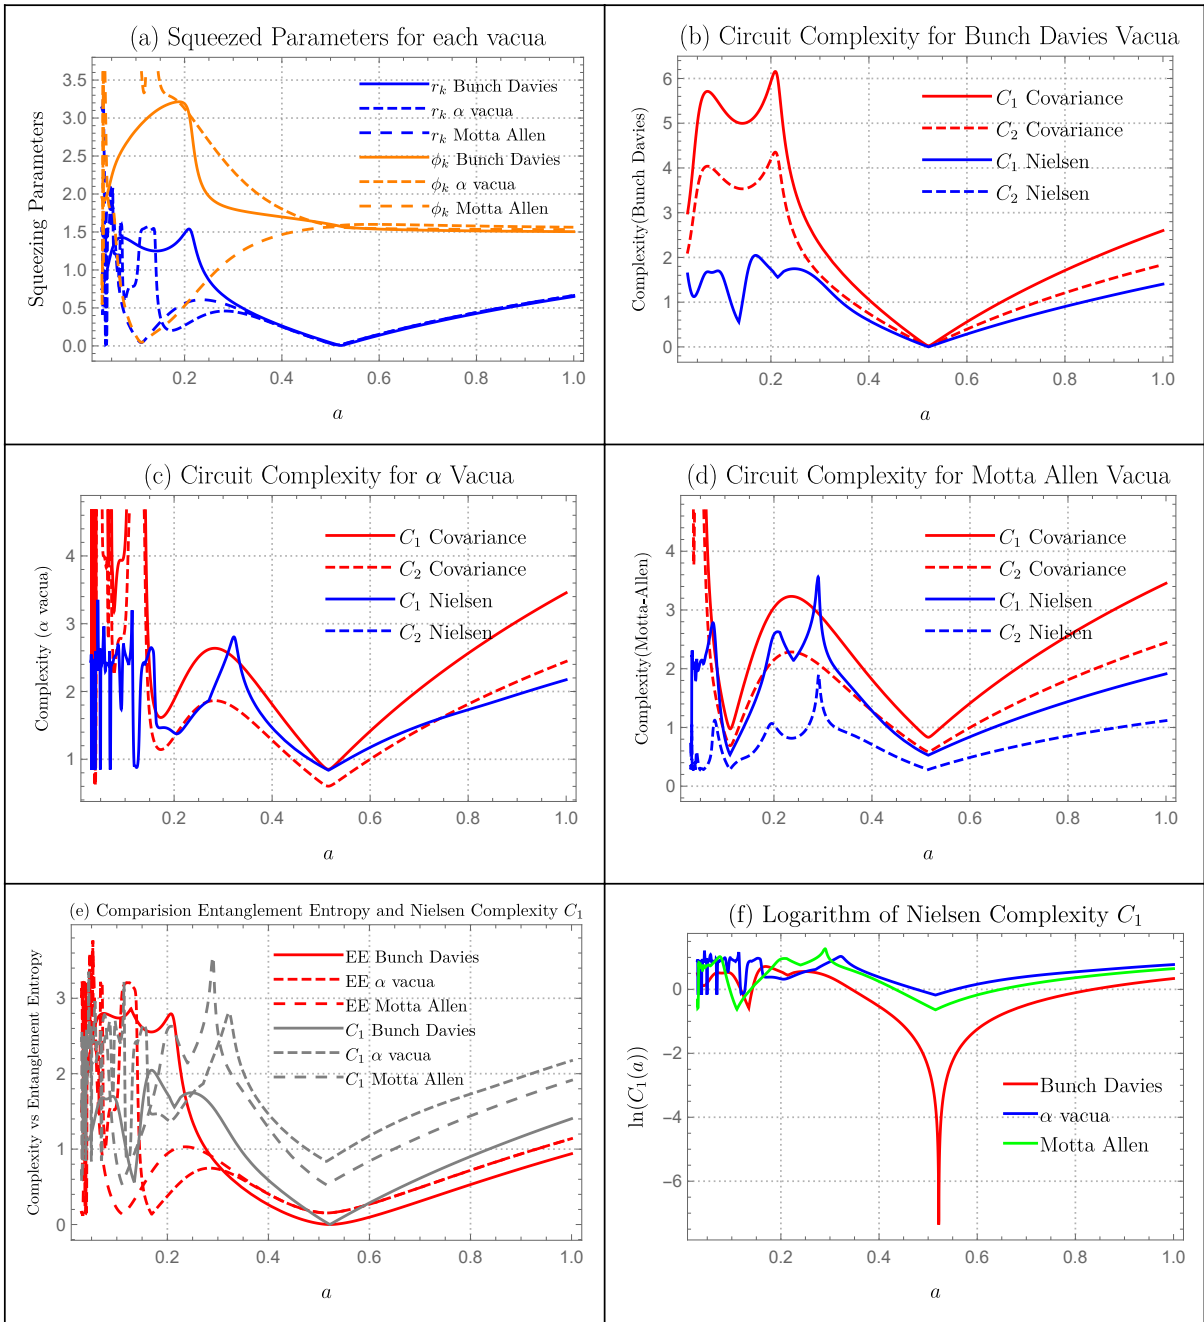 (a) Squeezed Parameters for each vacua
Squeezing Parameters
3.5
3.0
2.5
2.0
1.5
1.0
0.5
0.0
r_k Bunch Davies
r_k α vacua
r_k Motta Allen
ϕ_k Bunch Davies
ϕ_k α vacua
ϕ_k Motta Allen
0.2 0.4 0.6 0.8 1.0
a
(b) Circuit Complexity for Bunch Davies Vacua
Complexity(Bunch Davies)
6
5
4
3
2
1
0
C_1 Covariance
C_2 Covariance
C_1 Nielsen
C_2 Nielsen
0.2 0.4 0.6 0.8 1.0
a
(c) Circuit Complexity for α Vacua
Complexity (α vacua)
4
3
2
1
C_1 Covariance
C_2 Covariance
C_1 Nielsen
C_2 Nielsen
0.2 0.4 0.6 0.8 1.0
a
(d) Circuit Complexity for Motta Allen Vacua
Complexity(Motta-Allen)
4
3
2
1
0
C_1 Covariance
C_2 Covariance
C_1 Nielsen
C_2 Nielsen
0.2 0.4 0.6 0.8 1.0
a
(e) Comparision Entanglement Entropy and Nielsen Complexity C_1
Complexity vs Entanglement Entropy
3
2
1
0
EE Bunch Davies
EE α vacua
EE Motta Allen
C_1 Bunch Davies
C_1 α vacua
C_1 Motta Allen
0.2 0.4 0.6 0.8 1.0
a
(f) Logarithm of Nielsen Complexity C_1
ln(C_1(a))
0
−2
−4
−6
Bunch Davies
α vacua
Motta Allen
0.2 0.4 0.6 0.8 1.0
a